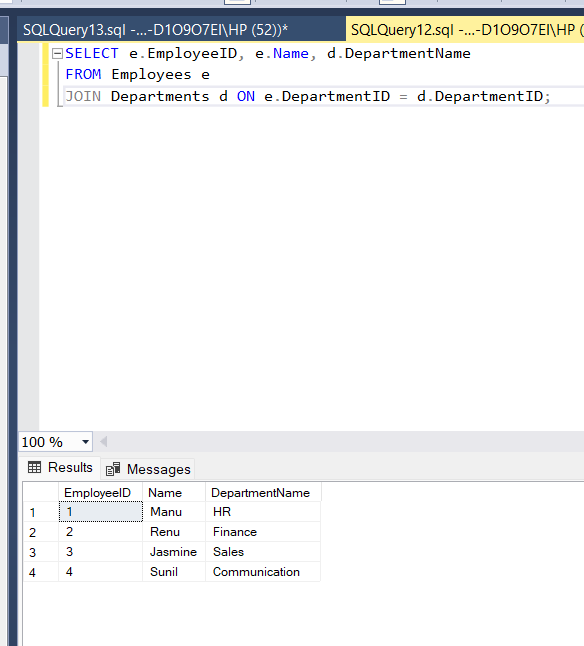 SQLQuery13.sql -...-D1O9O7EI\HP (52))*
SQLQuery12.sql -...-D1O9O7EI\HP (
SELECT e.EmployeeID, e.Name, d.DepartmentName
FROM Employees e
JOIN Departments d ON e.DepartmentID = d.DepartmentID;
100 %
Results Messages
EmployeeID Name DepartmentName
1 1 Manu HR
2 2 Renu Finance
3 3 Jasmine Sales
4 4 Sunil Communication